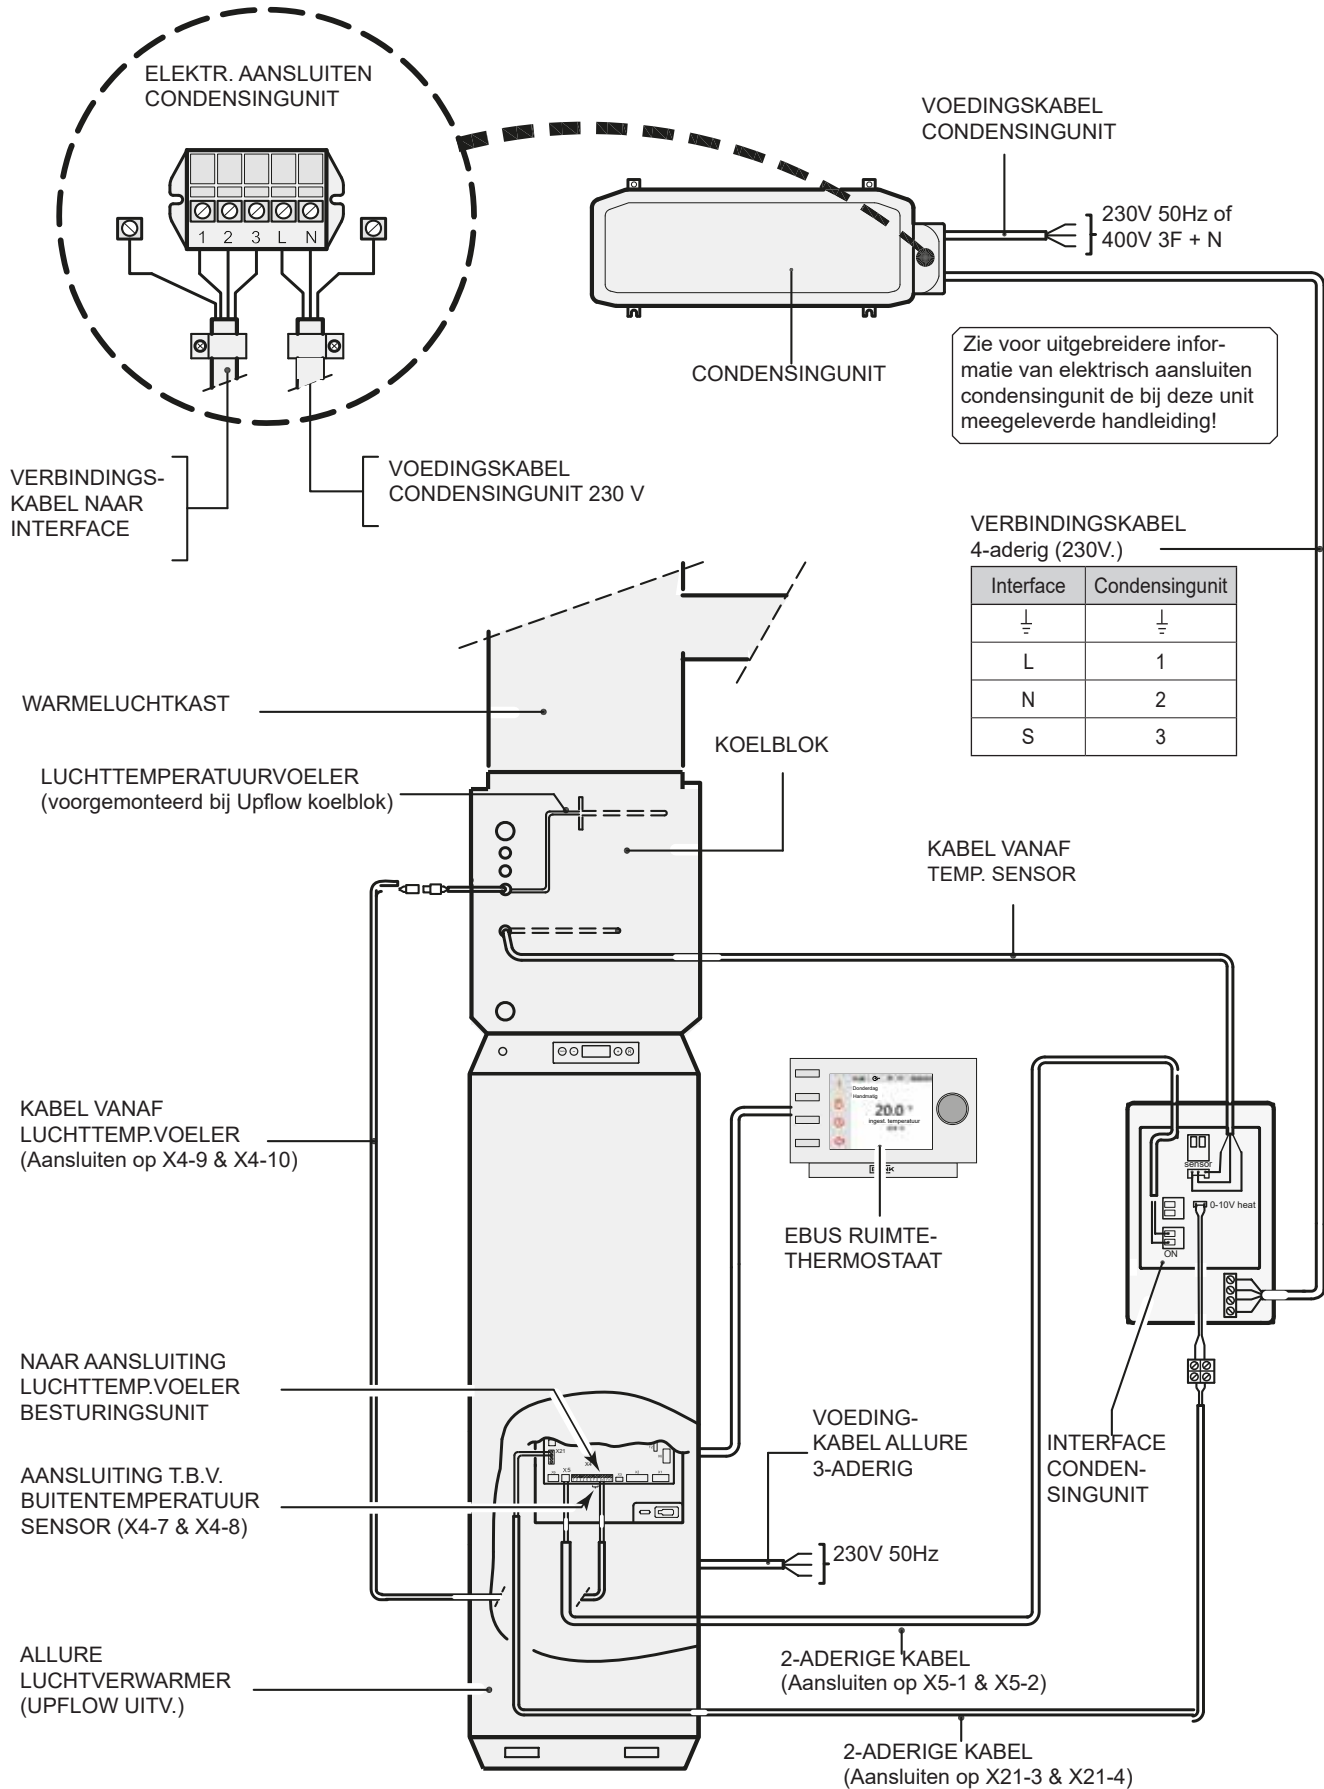 ELEKTR. AANSLUITEN
CONDENSINGUNIT
1 2 3 L N
VERBINDINGS-
KABEL NAAR
INTERFACE
VOEDINGSKABEL
CONDENSINGUNIT 230 V
VOEDINGSKABEL
CONDENSINGUNIT
230V 50Hz of
400V 3F + N
CONDENSINGUNIT
Zie voor uitgebreidere infor-
matie van elektrisch aansluiten
condensingunit de bij deze unit
meegeleverde handleiding!
VERBINDINGSKABEL
4-aderig (230V.)
Interface Condensingunit
L 1
N 2
S 3
WARMELUCHTKAST
LUCHTTEMPERATUURVOELER
(voorgemonteerd bij Upflow koelblok)
KOELBLOK
KABEL VANAF
TEMP. SENSOR
KABEL VANAF
LUCHTTEMP.VOELER
(Aansluiten op X4-9 & X4-10)
Donderdag
Handmatig
20.0
ingest. temperatuur
EBUS RUIMTE-
THERMOSTAAT
sensor
0-10V heat
ON
NAAR AANSLUITING
LUCHTTEMP.VOELER
BESTURINGSUNIT
AANSLUITING T.B.V.
BUITENTEMPERATUUR
SENSOR (X4-7 & X4-8)
X21
X5
X4
VOEDING-
KABEL ALLURE
3-ADERIG
230V 50Hz
INTERFACE
CONDEN-
SINGUNIT
ALLURE
LUCHTVERWARMER
(UPFLOW UITV.)
2-ADERIGE KABEL
(Aansluiten op X5-1 & X5-2)
2-ADERIGE KABEL
(Aansluiten op X21-3 & X21-4)